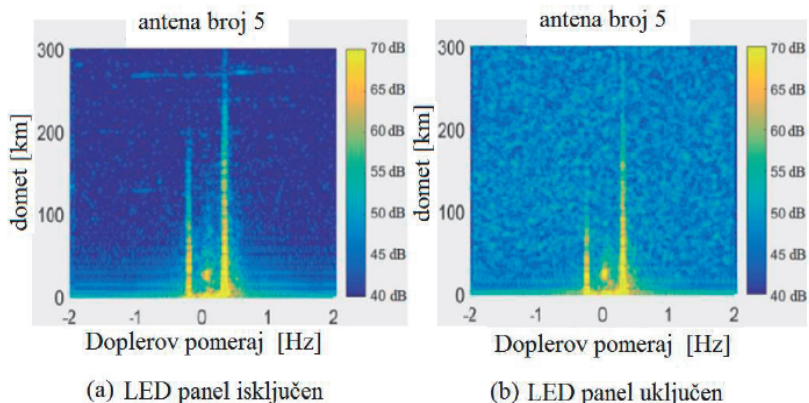 antena broj 5
300
200
100
0
-2
-1
0
1
2
domet [km]
Doplerov pomeraj [Hz]
70 dB
65 dB
60 dB
55 dB
50 dB
45 dB
40 dB
(a) LED panel isključen
antena broj 5
300
200
100
0
-2
-1
0
1
2
domet [km]
Doplerov pomeraj [Hz]
70 dB
65 dB
60 dB
55 dB
50 dB
45 dB
40 dB
(b) LED panel uključen